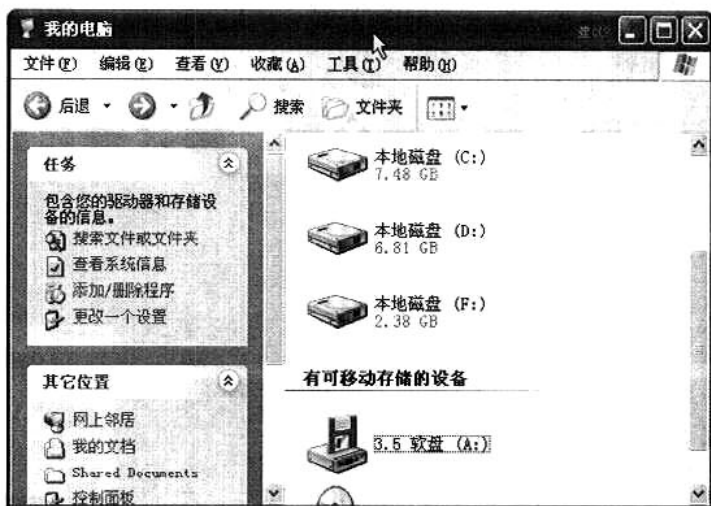 我的电脑
文件(F) 编辑(E) 查看(V) 收藏(A) 工具(T) 帮助(H)
后退 搜索 文件夹
任务
包含您的驱动器和存储设
备的信息。
搜索文件或文件夹
查看系统信息
添加/删除程序
更改一个设置
其它位置
网上邻居
我的文档
Shared Documents
控制面板
本地磁盘 (C:)
7.48 GB
本地磁盘 (D:)
6.81 GB
本地磁盘 (F:)
2.38 GB
有可移动存储的设备
3.5 软盘 (A:)